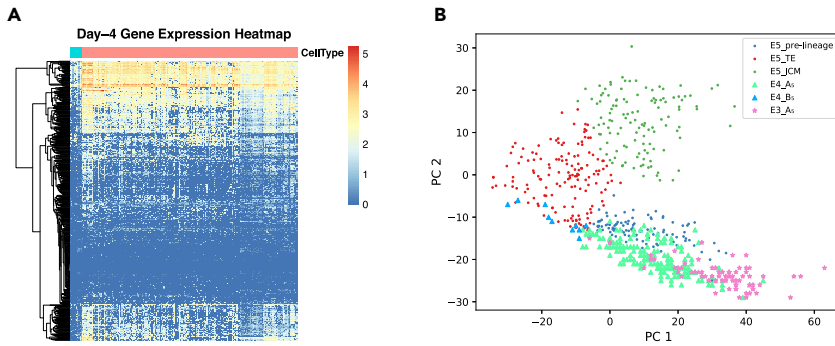 A
Day-4 Gene Expression Heatmap
CellType
5
4
3
2
1
0
B
30
20
10
0
−10
−20
−30
PC 2
−20
0
20
40
60
PC 1
E5_pre-lineage
E5_TE
E5_ICM
E4_A₅
E4_B₅
E3_A₅